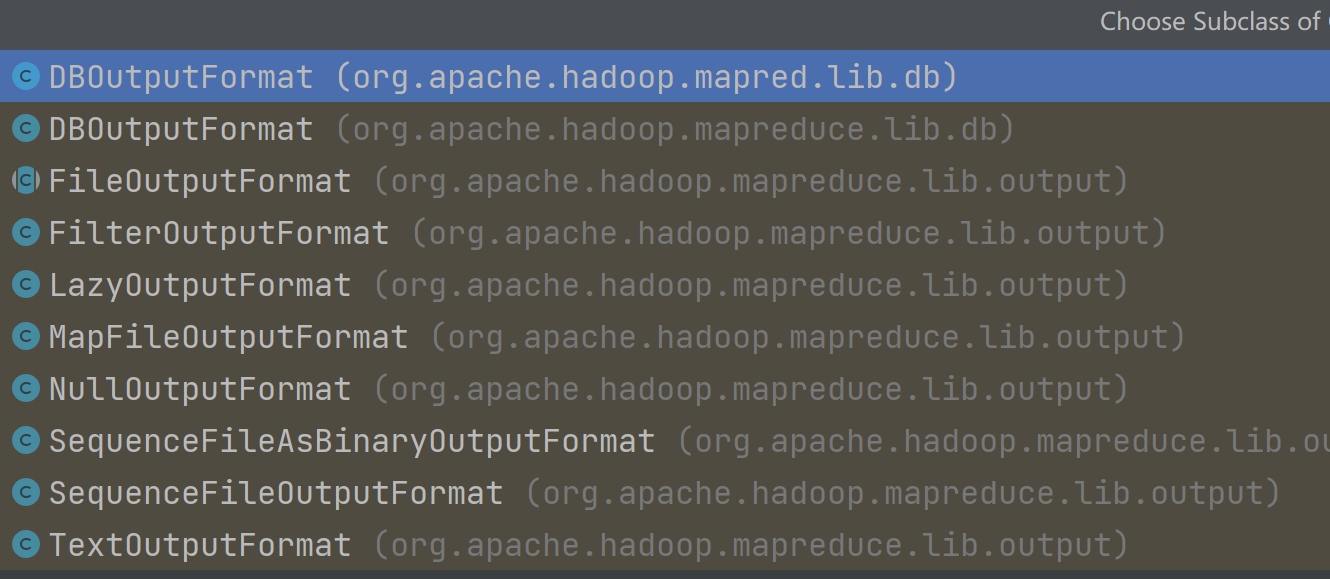 Choose Subclass of
DBOutputFormat (org.apache.hadoop.mapred.lib.db)
DBOutputFormat (org.apache.hadoop.mapreduce.lib.db)
FileOutputFormat (org.apache.hadoop.mapreduce.lib.output)
FilterOutputFormat (org.apache.hadoop.mapreduce.lib.output)
LazyOutputFormat (org.apache.hadoop.mapreduce.lib.output)
MapFileOutputFormat (org.apache.hadoop.mapreduce.lib.output)
NullOutputFormat (org.apache.hadoop.mapreduce.lib.output)
SequenceFileAsBinaryOutputFormat (org.apache.hadoop.mapreduce.lib.ou
SequenceFileOutputFormat (org.apache.hadoop.mapreduce.lib.output)
TextOutputFormat (org.apache.hadoop.mapreduce.lib.output)